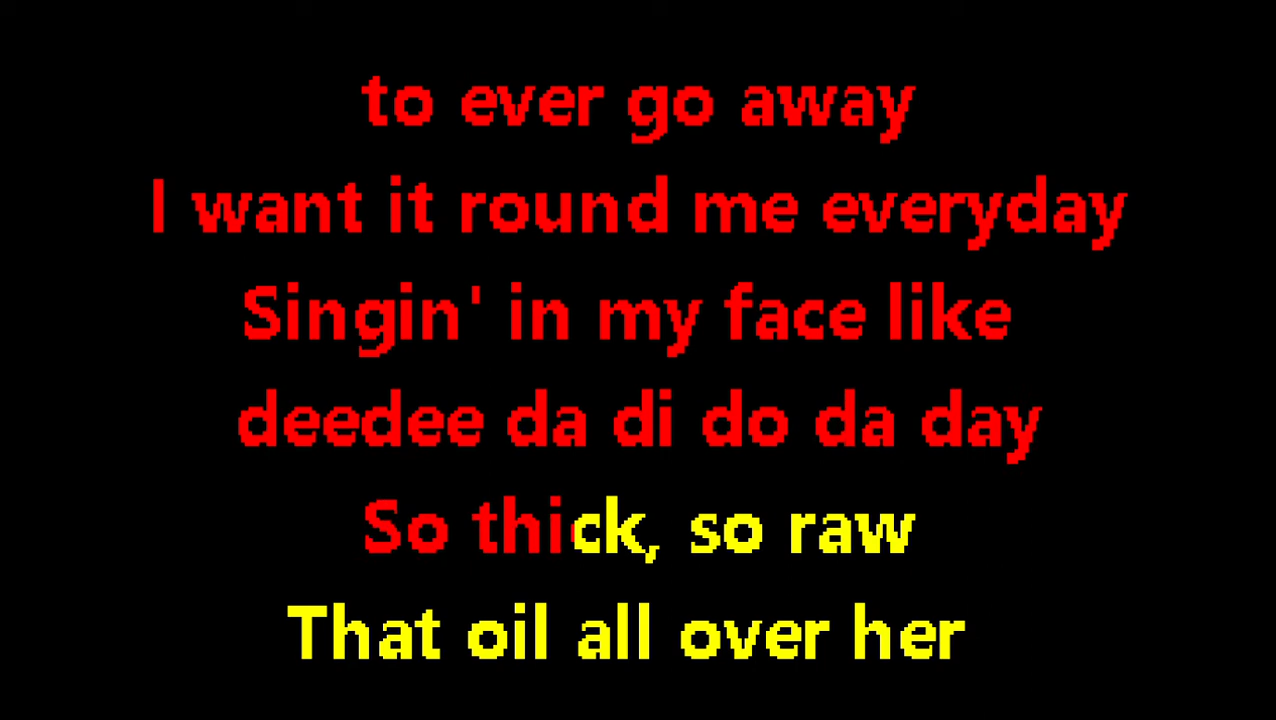 to ever go away
I want it round me everyday
Singin' in my face like
deedee da di do da day
So thick, so raw
That oil all over her